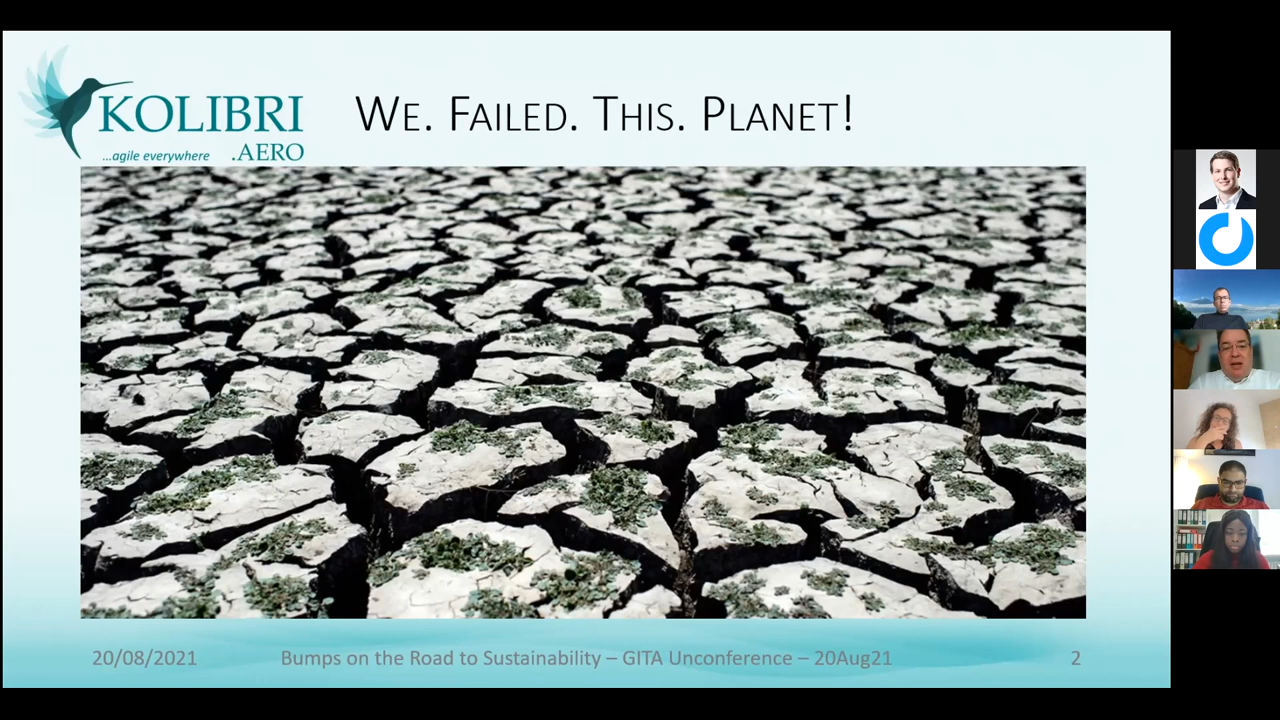 KOLIBRI
...agile everywhere .AERO
We. Failed. This. Planet!
20/08/2021
Bumps on the Road to Sustainability – GITA Unconference – 20Aug21
2